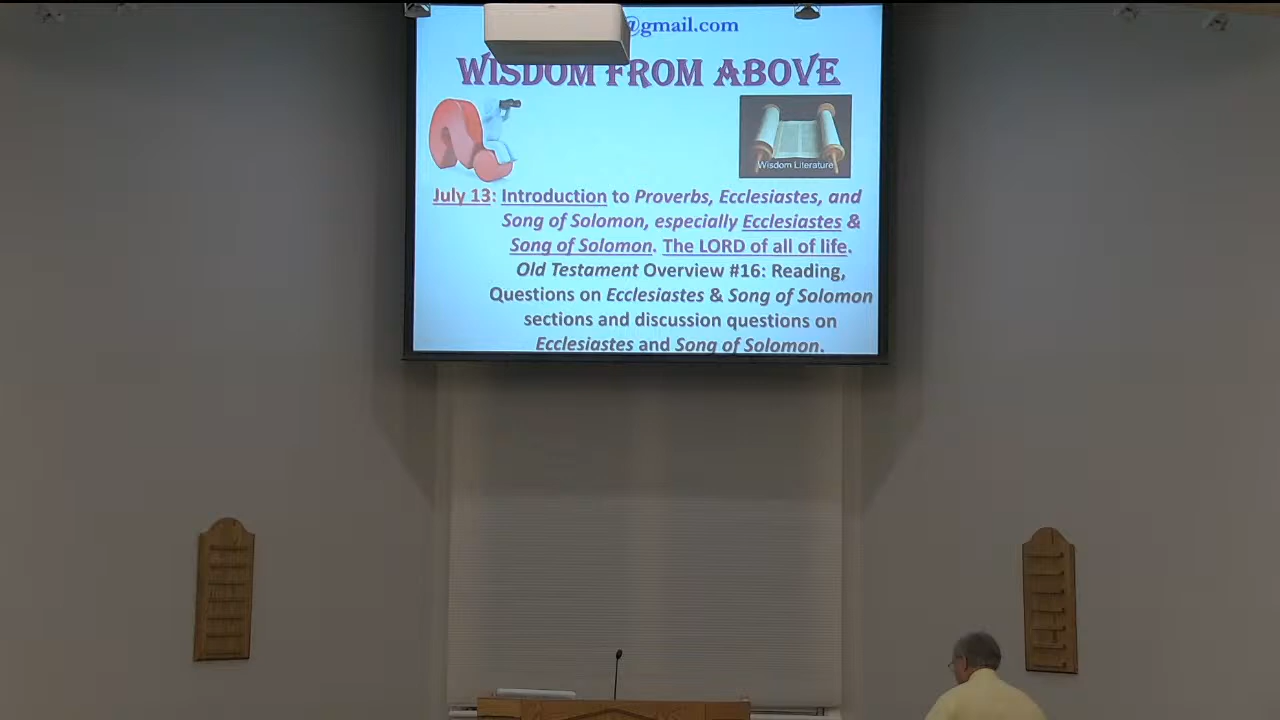 @gmail.com
WISDOM FROM ABOVE
Wisdom Literature
July 13: Introduction to Proverbs, Ecclesiastes, and
Song of Solomon, especially Ecclesiastes &
Song of Solomon. The LORD of all of life.
Old Testament Overview #16: Reading,
Questions on Ecclesiastes & Song of Solomon
sections and discussion questions on
Ecclesiastes and Song of Solomon.